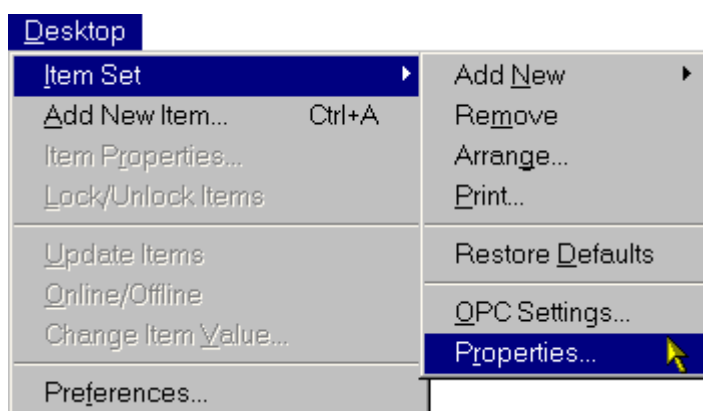 Desktop
Item Set
Add New Item... Ctrl+A
Item Properties...
Lock/Unlock Items
Update Items
Online/Offline
Change Item Value...
Preferences...
Add New
Remove
Arrange...
Print...
Restore Defaults
OPC Settings...
Properties...